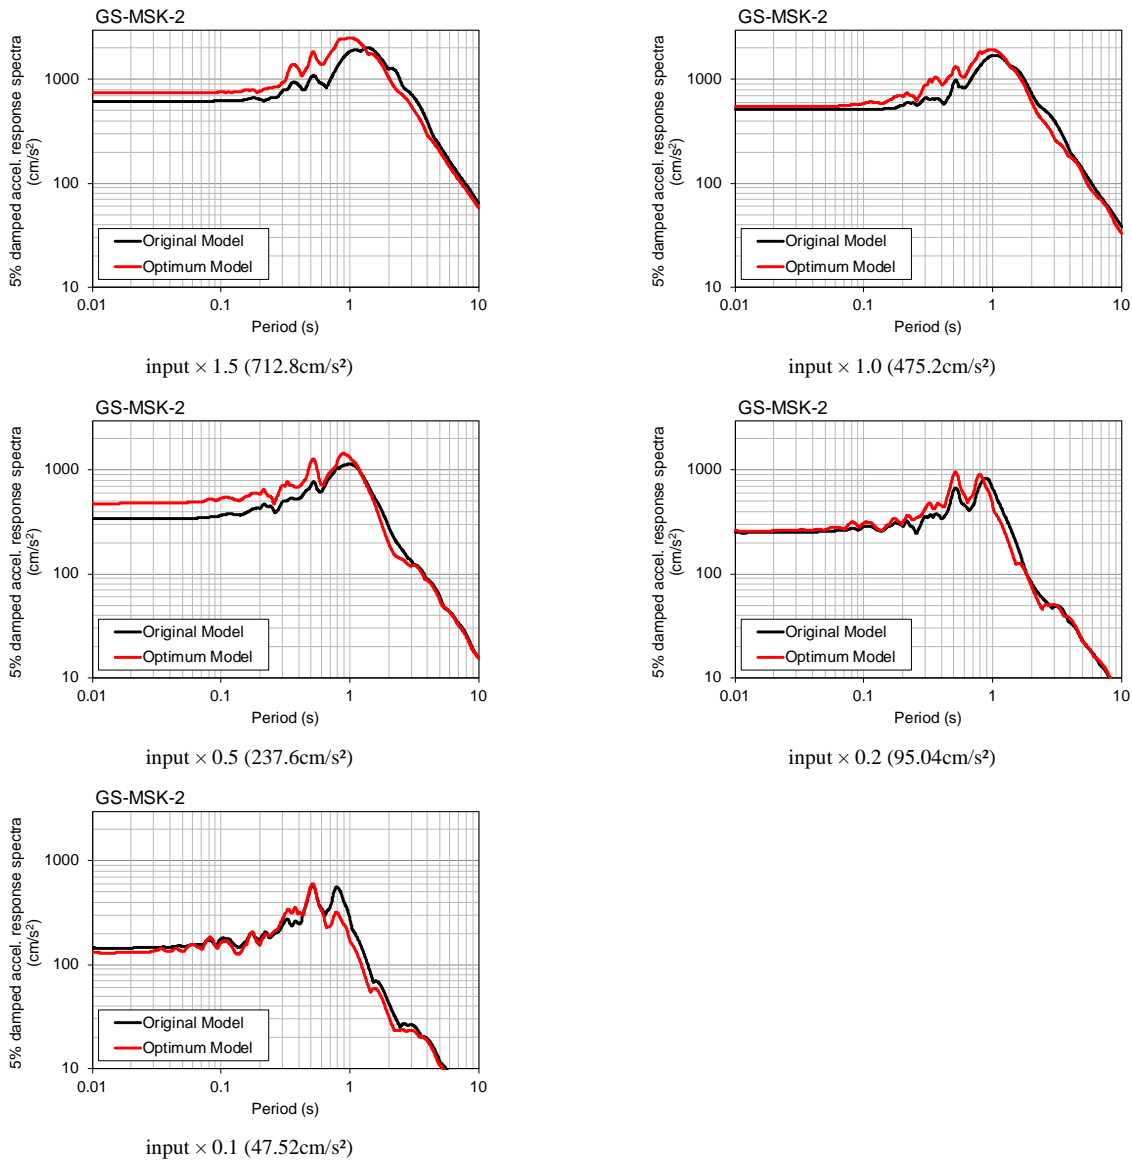 GS-MSK-2
5% damped accel. response spectra
(cm/s²)
1000
100
10
Original Model
Optimum Model
0.01 0.1 1 10
Period (s)
input × 1.5 (712.8cm/s²)
GS-MSK-2
5% damped accel. response spectra
(cm/s²)
1000
100
10
Original Model
Optimum Model
0.01 0.1 1 10
Period (s)
input × 1.0 (475.2cm/s²)
GS-MSK-2
5% damped accel. response spectra
(cm/s²)
1000
100
10
Original Model
Optimum Model
0.01 0.1 1 10
Period (s)
input × 0.5 (237.6cm/s²)
GS-MSK-2
5% damped accel. response spectra
(cm/s²)
1000
100
10
Original Model
Optimum Model
0.01 0.1 1 10
Period (s)
input × 0.2 (95.04cm/s²)
GS-MSK-2
5% damped accel. response spectra
(cm/s²)
1000
100
10
Original Model
Optimum Model
0.01 0.1 1 10
Period (s)
input × 0.1 (47.52cm/s²)